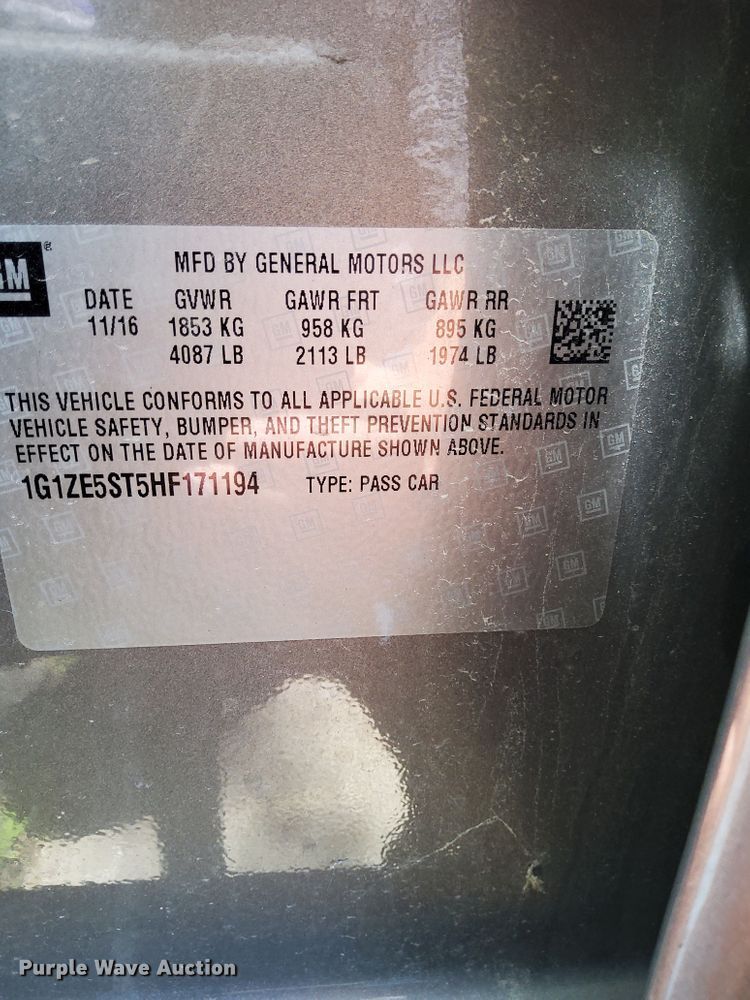 GM ®
MFD BY GENERAL MOTORS LLC
DATE GVWR GAWR FRT GAWR RR
11/16 1853 KG 958 KG 895 KG
4087 LB 2113 LB 1974 LB
THIS VEHICLE CONFORMS TO ALL APPLICABLE U.S. FEDERAL MOTOR
VEHICLE SAFETY, BUMPER, AND THEFT PREVENTION STANDARDS IN
EFFECT ON THE DATE OF MANUFACTURE SHOWN ABOVE.
1G1ZE5ST5HF171194 TYPE: PASS CAR
Purple Wave Auction